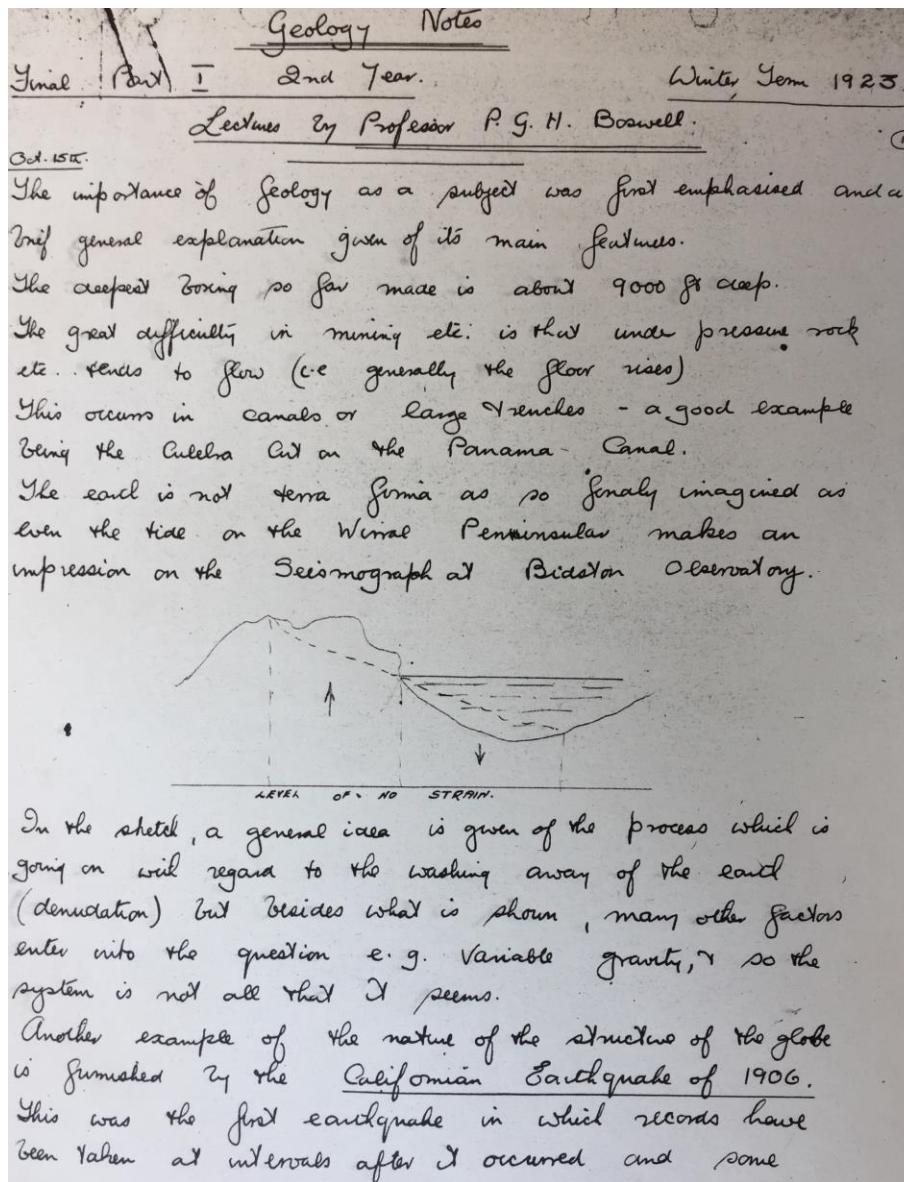 Geology Notes
Final Part I 2nd Year. Winter Term 1923.
Lectures by Professor P. G. H. Boswell.
Oct. 15th.
The importance of Geology as a subject was first emphasised and a
brief general explanation given of its main features.
The deepest boring so far made is about 9000 ft deep.
The great difficulty in mining etc. is that under pressure rock
etc. tends to flow (i.e generally the floor rises)
This occurs in canals or large trenches - a good example
being the Culebra Cut on the Panama Canal.
The earth is not terra firma as so fondly imagined as
even the tide on the Wirral Penninsular makes an
impression on the Seismograph at Bidston Observatory.
LEVEL OF NO STRAIN.
In the sketch, a general idea is given of the process which is
going on with regard to the washing away of the earth
(denudation) but besides what is shown, many other factors
enter into the question e.g. Variable gravity, & so the
system is not all that it seems.
Another example of the nature of the structure of the globe
is furnished by the Californian Earthquake of 1906.
This was the first earthquake in which records have
been taken at intervals after it occurred and some